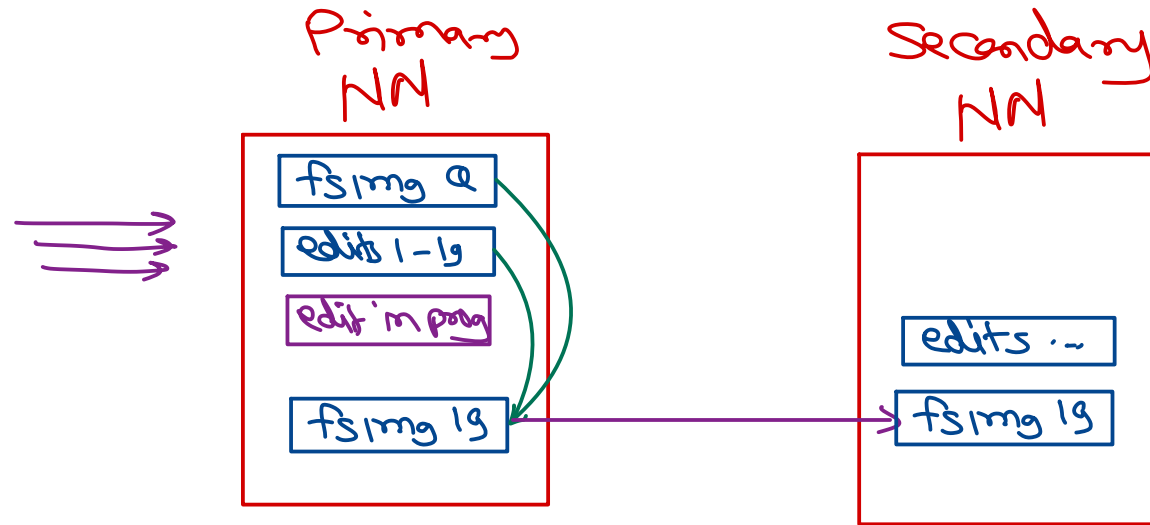 Primary
NN
fsimg 0
edits 1-19
edit in prog
fsimg 19
Secondary
NN
edits ...
fsimg 19